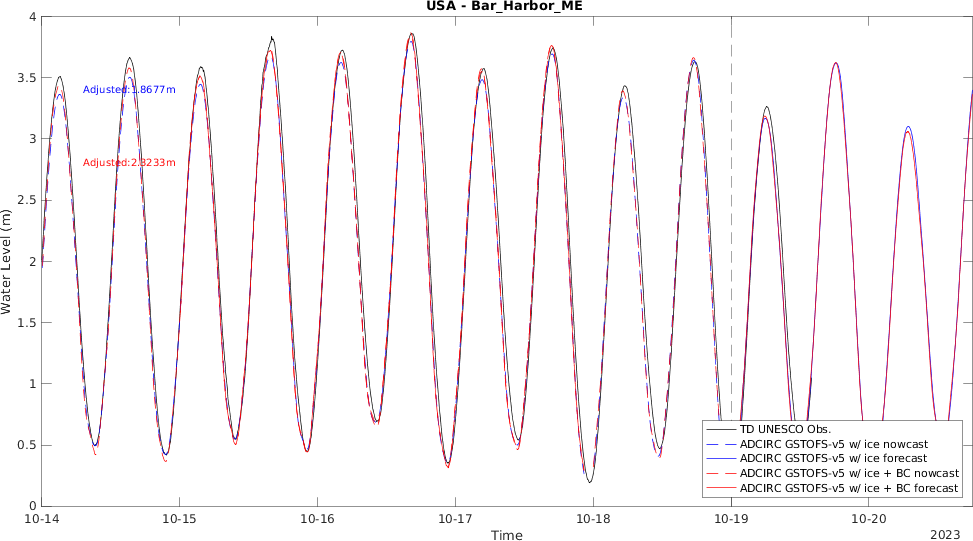 USA - Bar_Harbor_ME
4
3.5
3
2.5
2
1.5
1
0.5
0
Water Level (m)
Adjusted:1.8677m
Adjusted:2.3233m
TD UNESCO Obs.
ADCIRC GSTOFS-v5 w/ ice nowcast
ADCIRC GSTOFS-v5 w/ ice forecast
ADCIRC GSTOFS-v5 w/ ice + BC nowcast
ADCIRC GSTOFS-v5 w/ ice + BC forecast
10-14 10-15 10-16 10-17 10-18 10-19 10-20
Time
2023